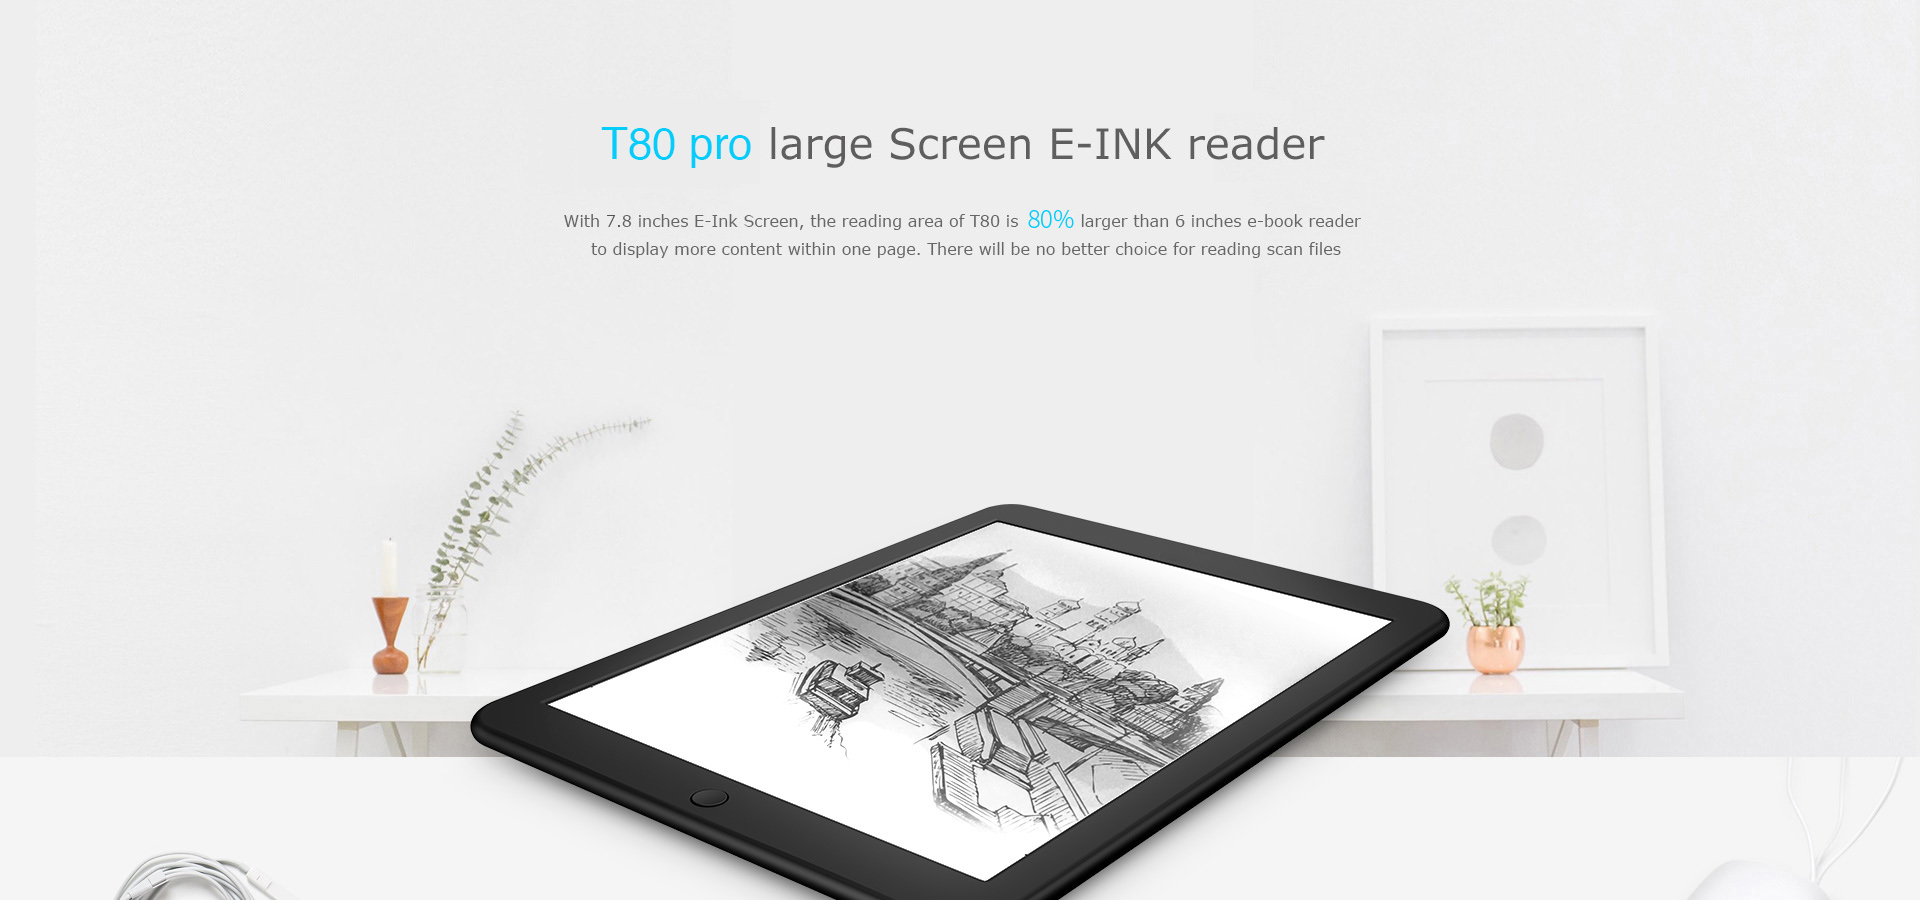 T80 pro large Screen E-INK reader
With 7.8 inches E-Ink Screen, the reading area of T80 is 80% larger than 6 inches e-book reader
to display more content within one page. There will be no better choice for reading scan files